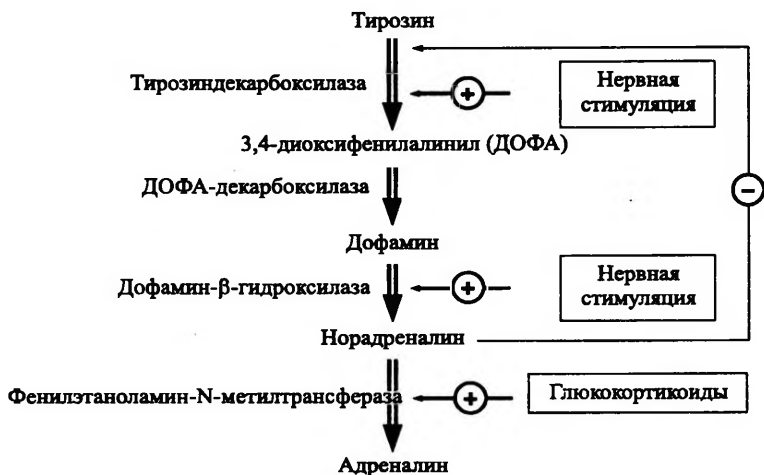 Тирозин
Тирозиндекарбоксилаза
+
Нервная
стимуляция
3,4-диоксифенилалинил (ДОФА)
ДОФА-декарбоксилаза
−
Дофамин
Дофамин-β-гидроксилаза
+
Нервная
стимуляция
Норадреналин
Фенилэтаноламин-N-метилтрансфераза
+
Глюкокортикоиды
Адреналин